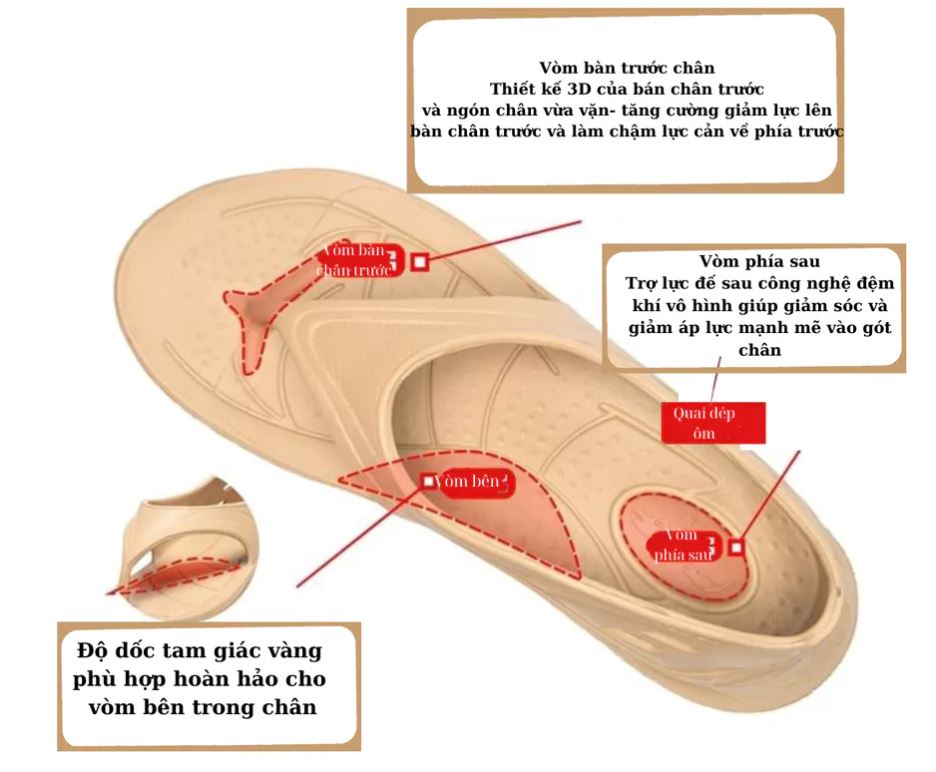 Vòm bàn trước chân
Thiết kế 3D của bán chân trước
và ngón chân vừa vặn- tăng cường giảm lực lên
bàn chân trước và làm chậm lực cản về phía trước
Vòm bàn
chân trước
Vòm phía sau
Trợ lực đế sau công nghệ đệm
khí vô hình giúp giảm sóc và
giảm áp lực mạnh mẽ vào gót
chân
Quai dép
ôm
Vòm bên
Vòm
phía sau
Độ dốc tam giác vàng
phù hợp hoàn hảo cho
vòm bên trong chân